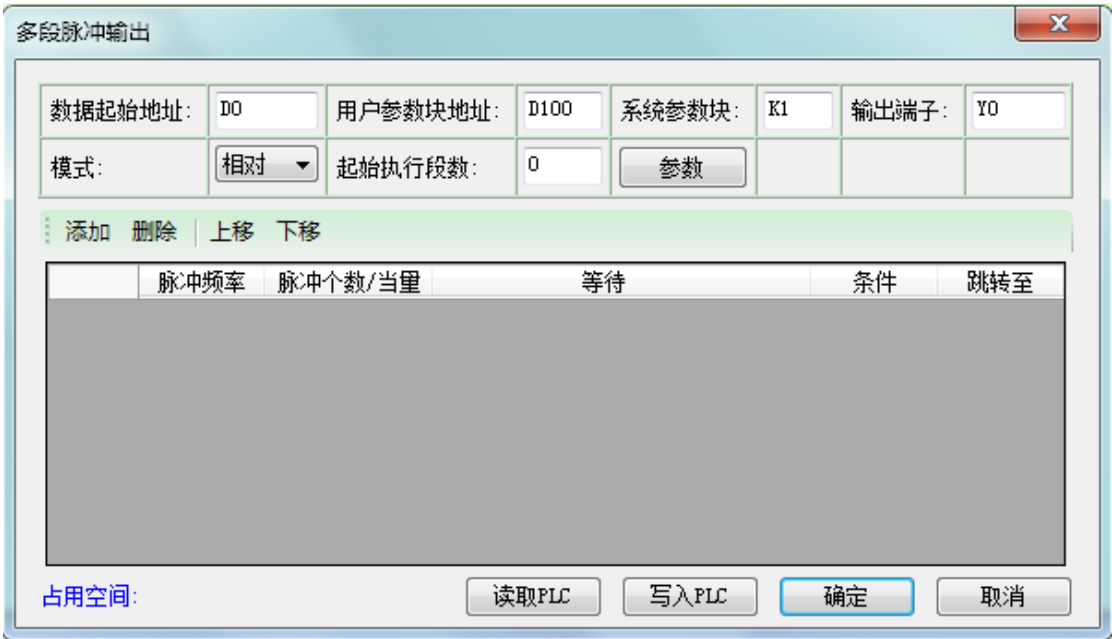 多段脉冲输出
数据起始地址: D0 用户参数块地址: D100 系统参数块: K1 输出端子: Y0
模式: 相对 起始执行段数: 0 参数
添加 删除 上移 下移
脉冲频率 脉冲个数/当量 等待 条件 跳转至
占用空间: 读取PLC 写入PLC 确定 取消